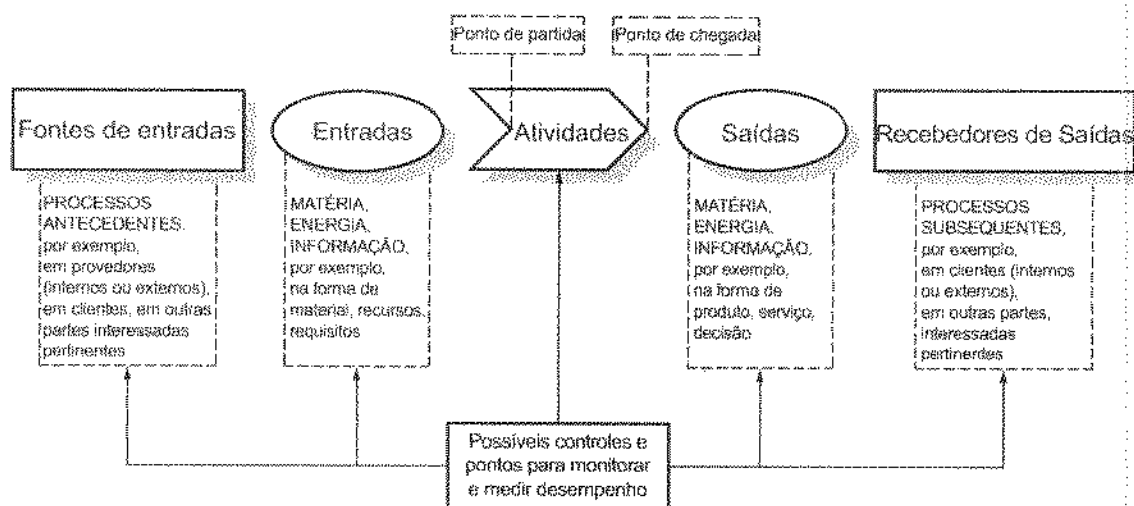 Ponto de partida
Ponto de chegada
Fontes de entradas
Entradas
Atividades
Saídas
Recebedores de Saídas
PROCESSOS
ANTECEDENTES.
por exemplo,
em provedores
(internos ou externos),
em clientes, em outras
partes interessadas
pertinentes
MATÉRIA,
ENERGIA,
INFORMAÇÃO,
por exemplo,
na forma de
material, recursos,
requisitos
MATÉRIA,
ENERGIA,
INFORMAÇÃO,
por exemplo,
na forma de
produto, serviço,
decisão
PROCESSOS
SUBSEQUENTES,
por exemplo,
em clientes (internos
ou externos),
em outras partes,
interessadas
pertinentes
Possíveis controles e
pontos para monitorar
e medir desempenho